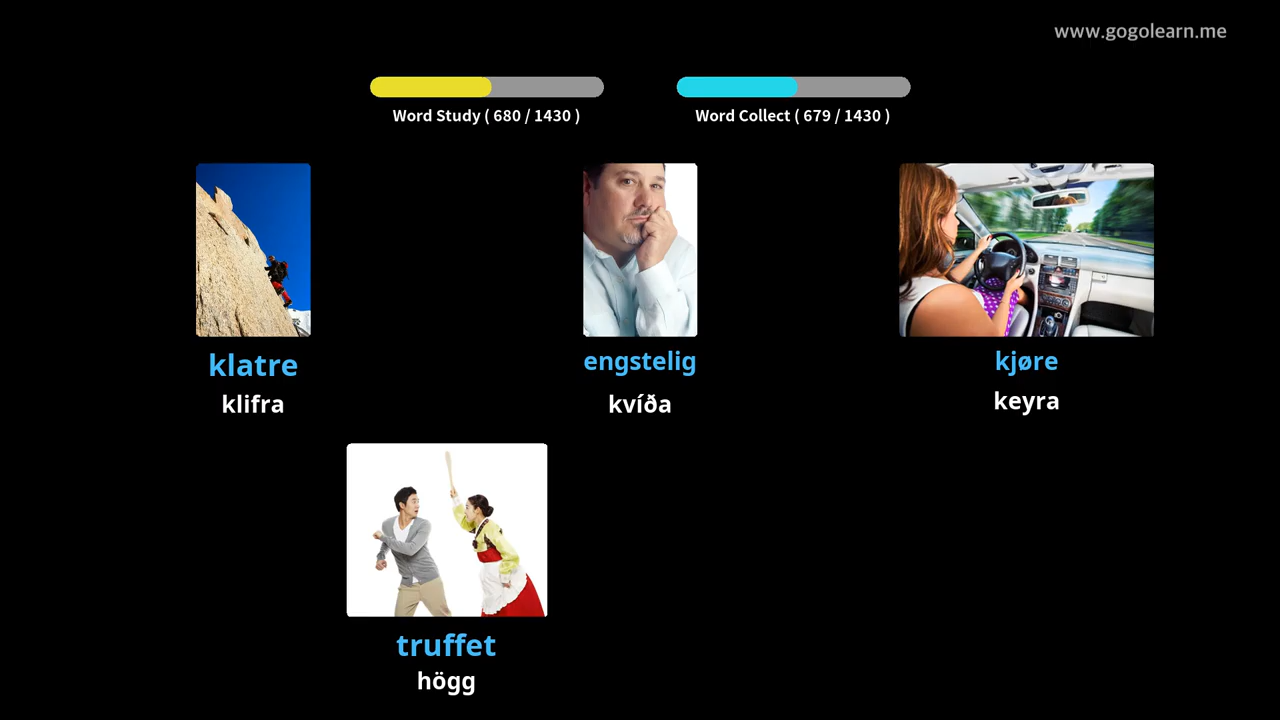 www.gogolearn.me
Word Study ( 680 / 1430 )
Word Collect ( 679 / 1430 )
klatre
klifra
engstelig
kvíða
kjøre
keyra
truffet
högg